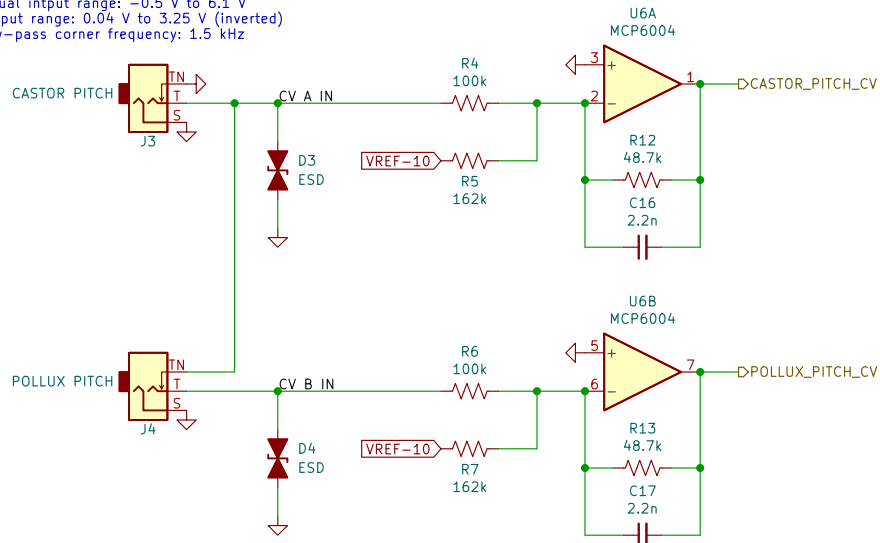 ual intput range: −0.5 V to 6.1 V
put range: 0.04 V to 3.25 V (inverted)
w−pass corner frequency: 1.5 kHz
U6A
MCP6004
CASTOR PITCH
TN
T
S
J3
CV A IN
R4
100k
3
+
2
−
1
CASTOR_PITCH_CV
D3
ESD
VREF−10
R5
162k
R12
48.7k
C16
2.2n
U6B
MCP6004
POLLUX PITCH
TN
T
S
J4
CV B IN
R6
100k
5
+
6
−
7
POLLUX_PITCH_CV
D4
ESD
VREF−10
R7
162k
R13
48.7k
C17
2.2n